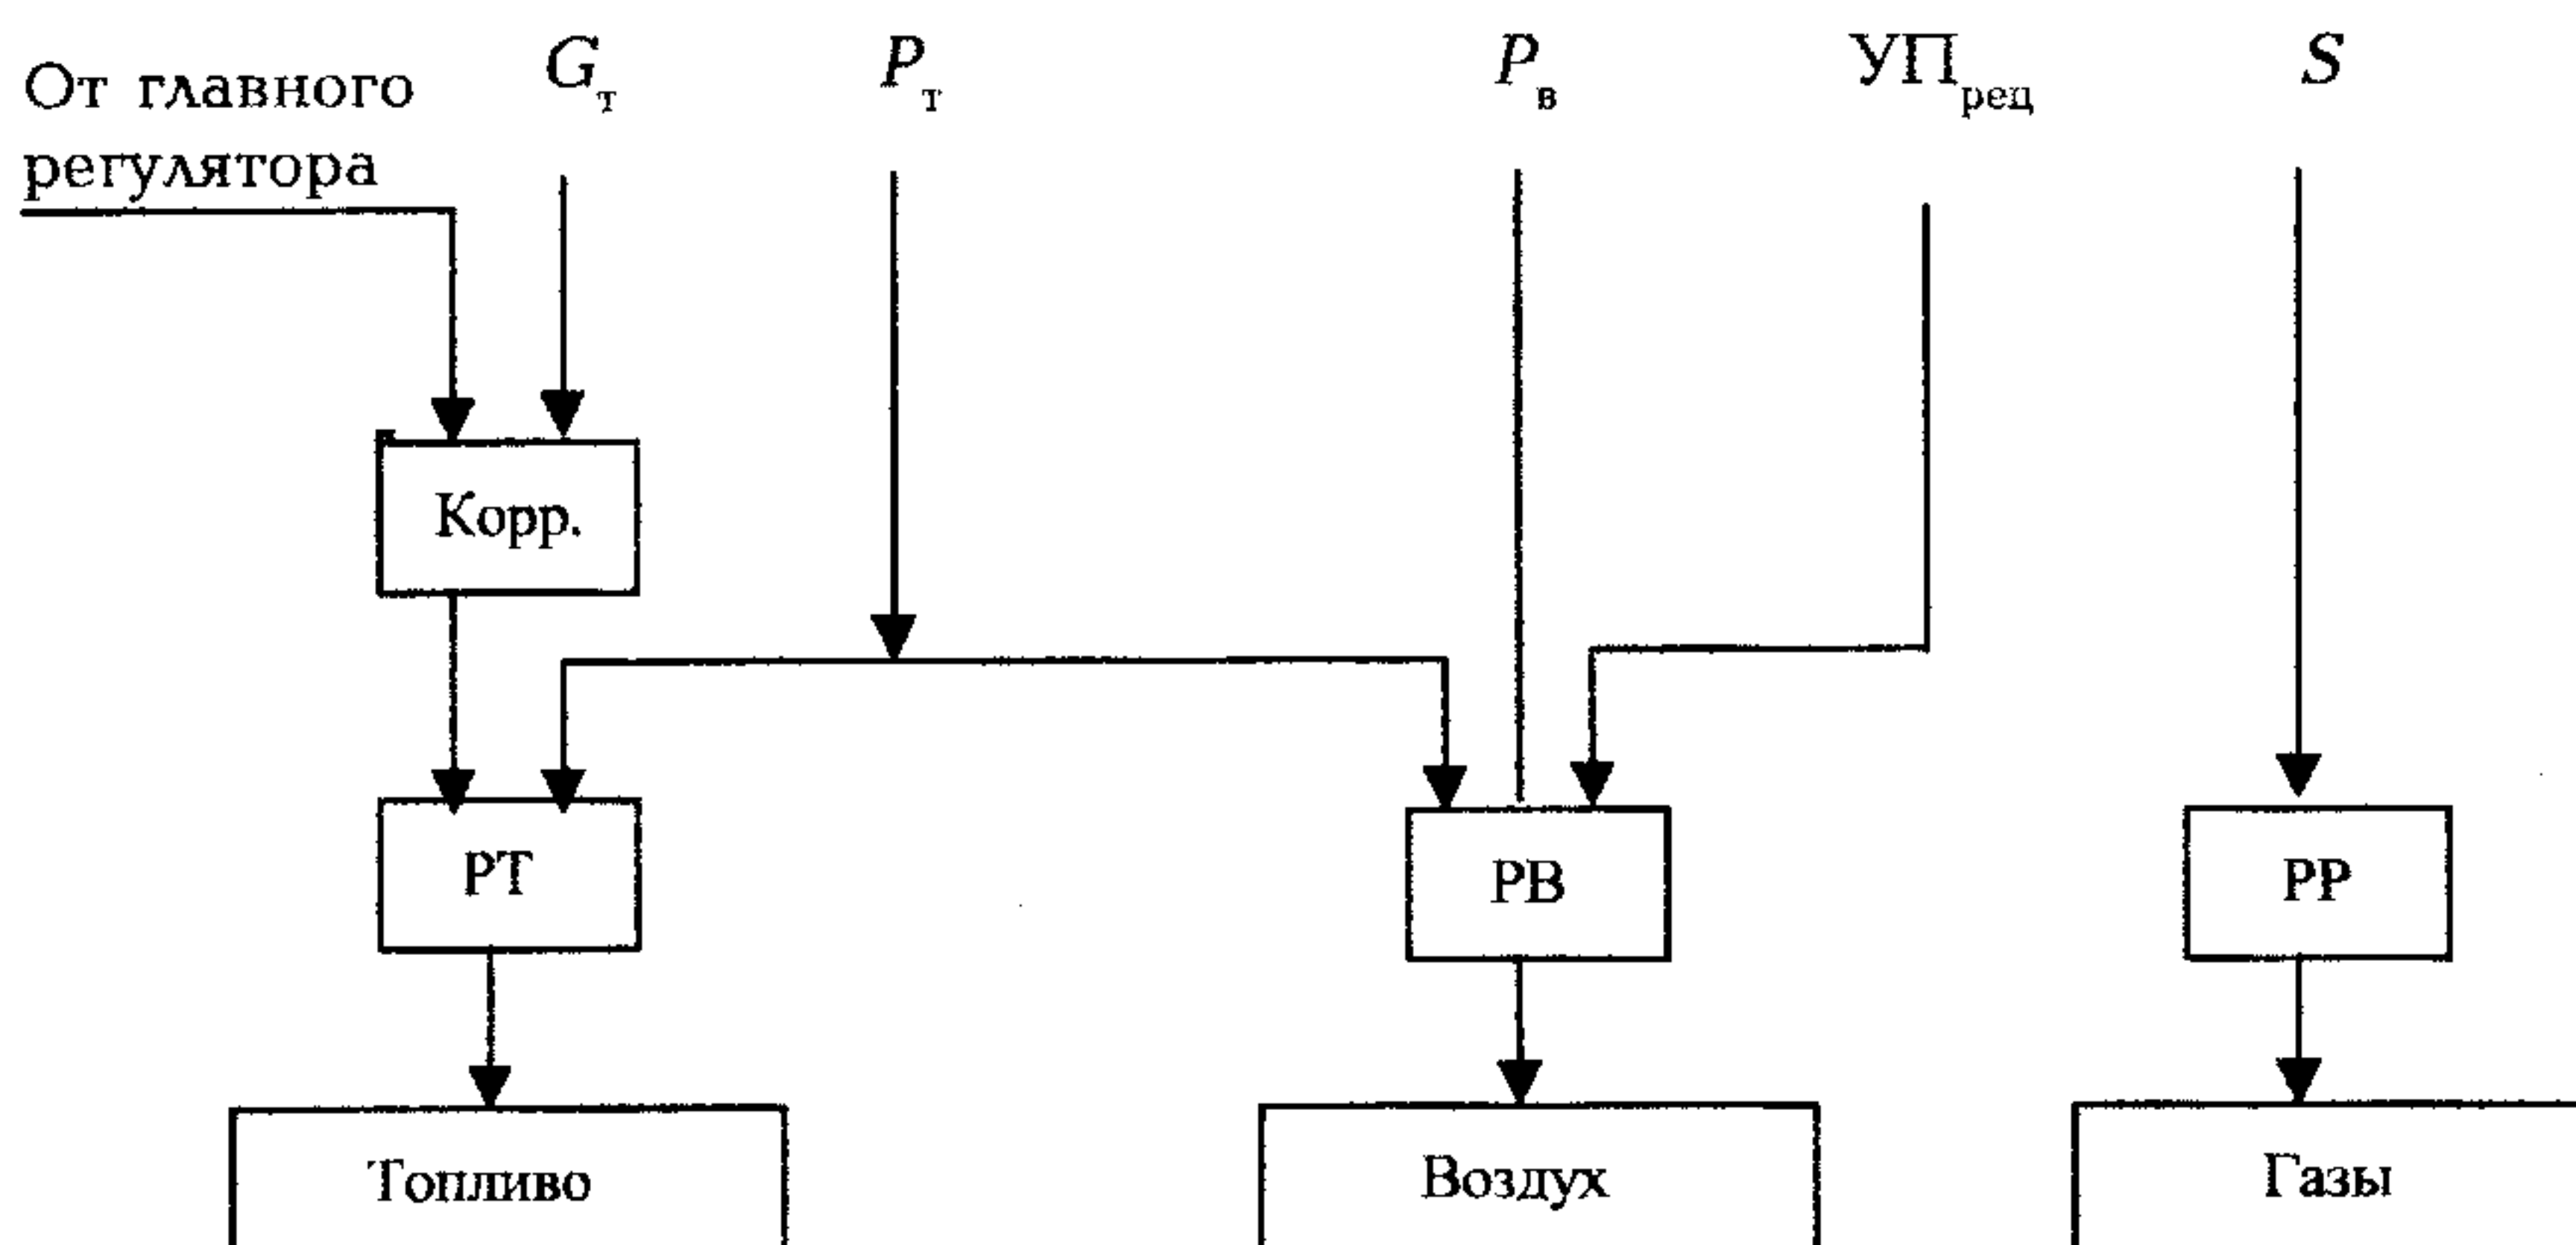 От главного
регулятора
Gт
Pт
Pв
УПрец
S
Корр.
РТ
РВ
РР
Топливо
Воздух
Газы